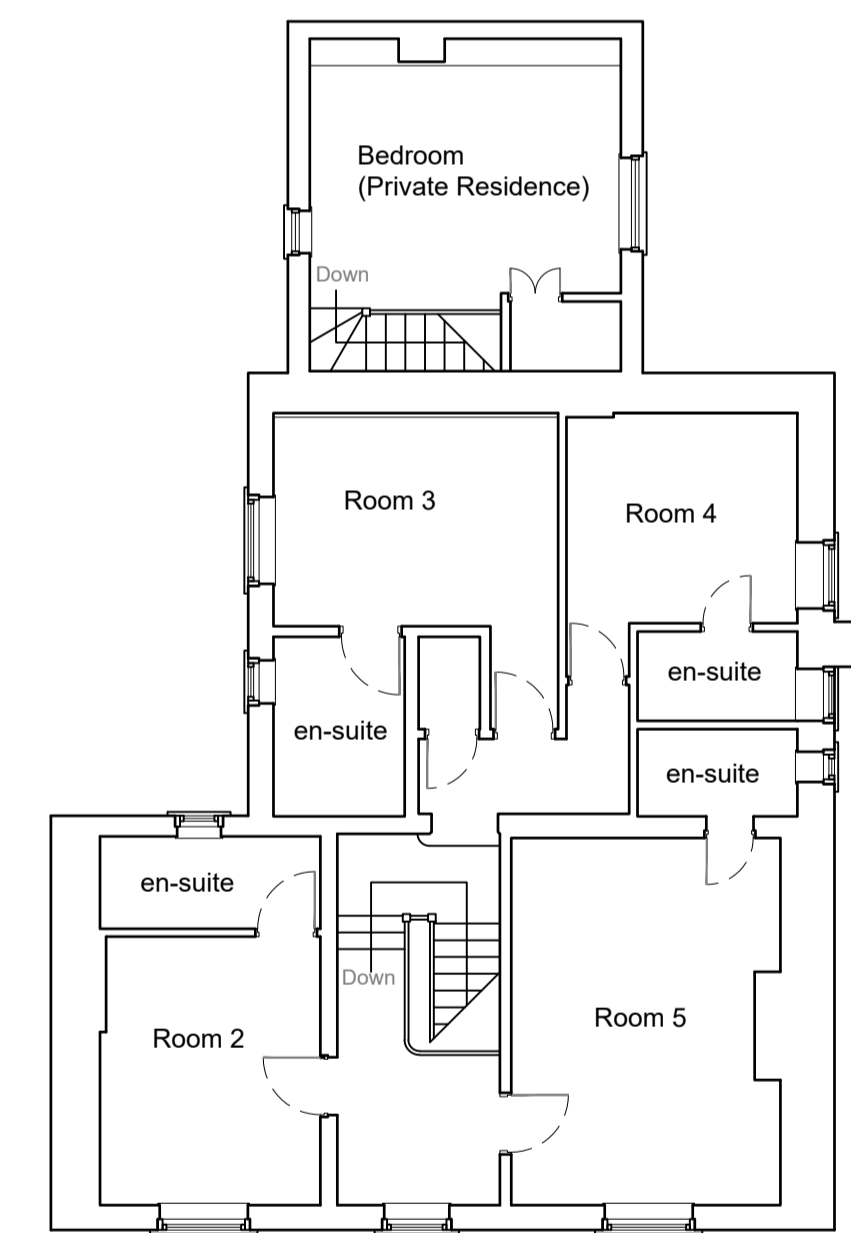 Bedroom
(Private Residence)
Down
Room 3
Room 4
en-suite
en-suite
en-suite
en-suite
Down
Room 5
Room 2